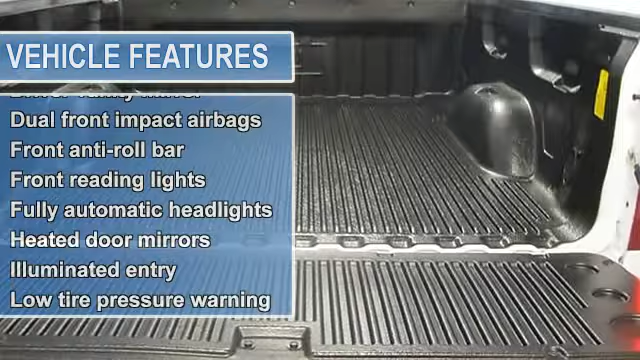 VEHICLE FEATURES
Dual front impact airbags
Front anti-roll bar
Front reading lights
Fully automatic headlights
Heated door mirrors
Illuminated entry
Low tire pressure warning